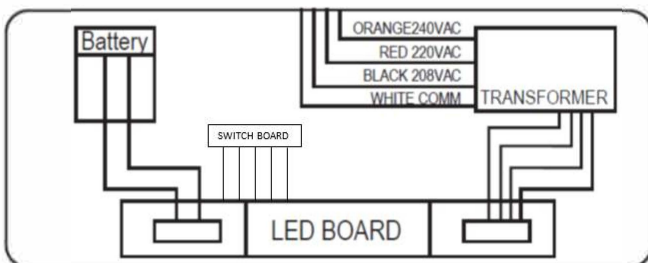 Battery
ORANGE240VAC
RED 220VAC
BLACK 208VAC
WHITE COMM
TRANSFORMER
SWITCH BOARD
LED BOARD